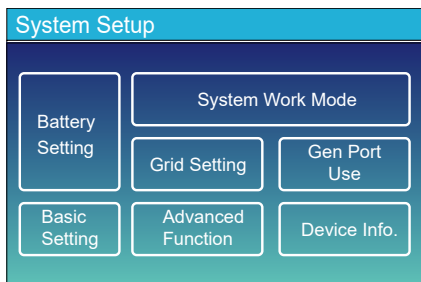 System Setup
Battery
Setting
System Work Mode
Grid Setting
Gen Port
Use
Basic
Setting
Advanced
Function
Device Info.